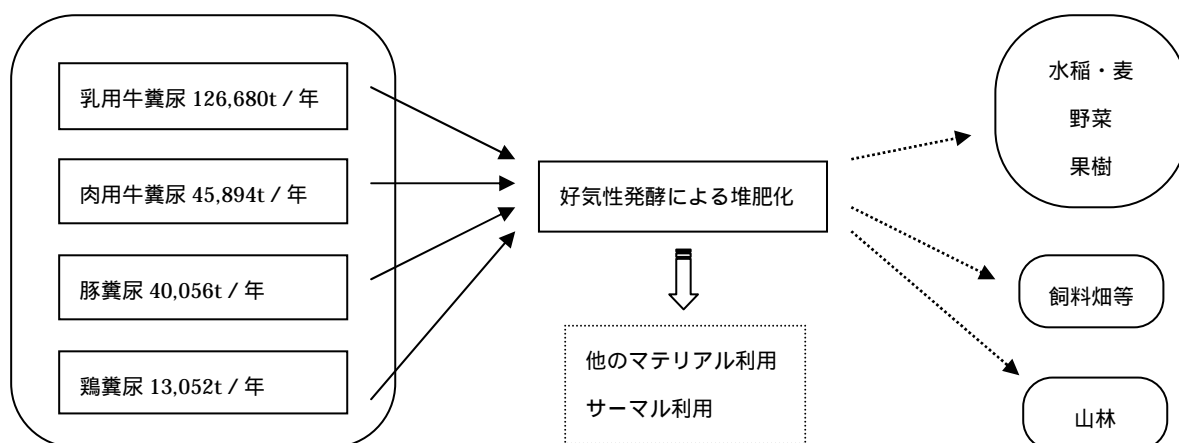 乳用牛糞尿 126,680t / 年
肉用牛糞尿 45,894t / 年
豚糞尿 40,056t / 年
鶏糞尿 13,052t / 年
好気性発酵による堆肥化
他のマテリアル利用
サーマル利用
水稲・麦
野菜
果樹
飼料畑等
山林